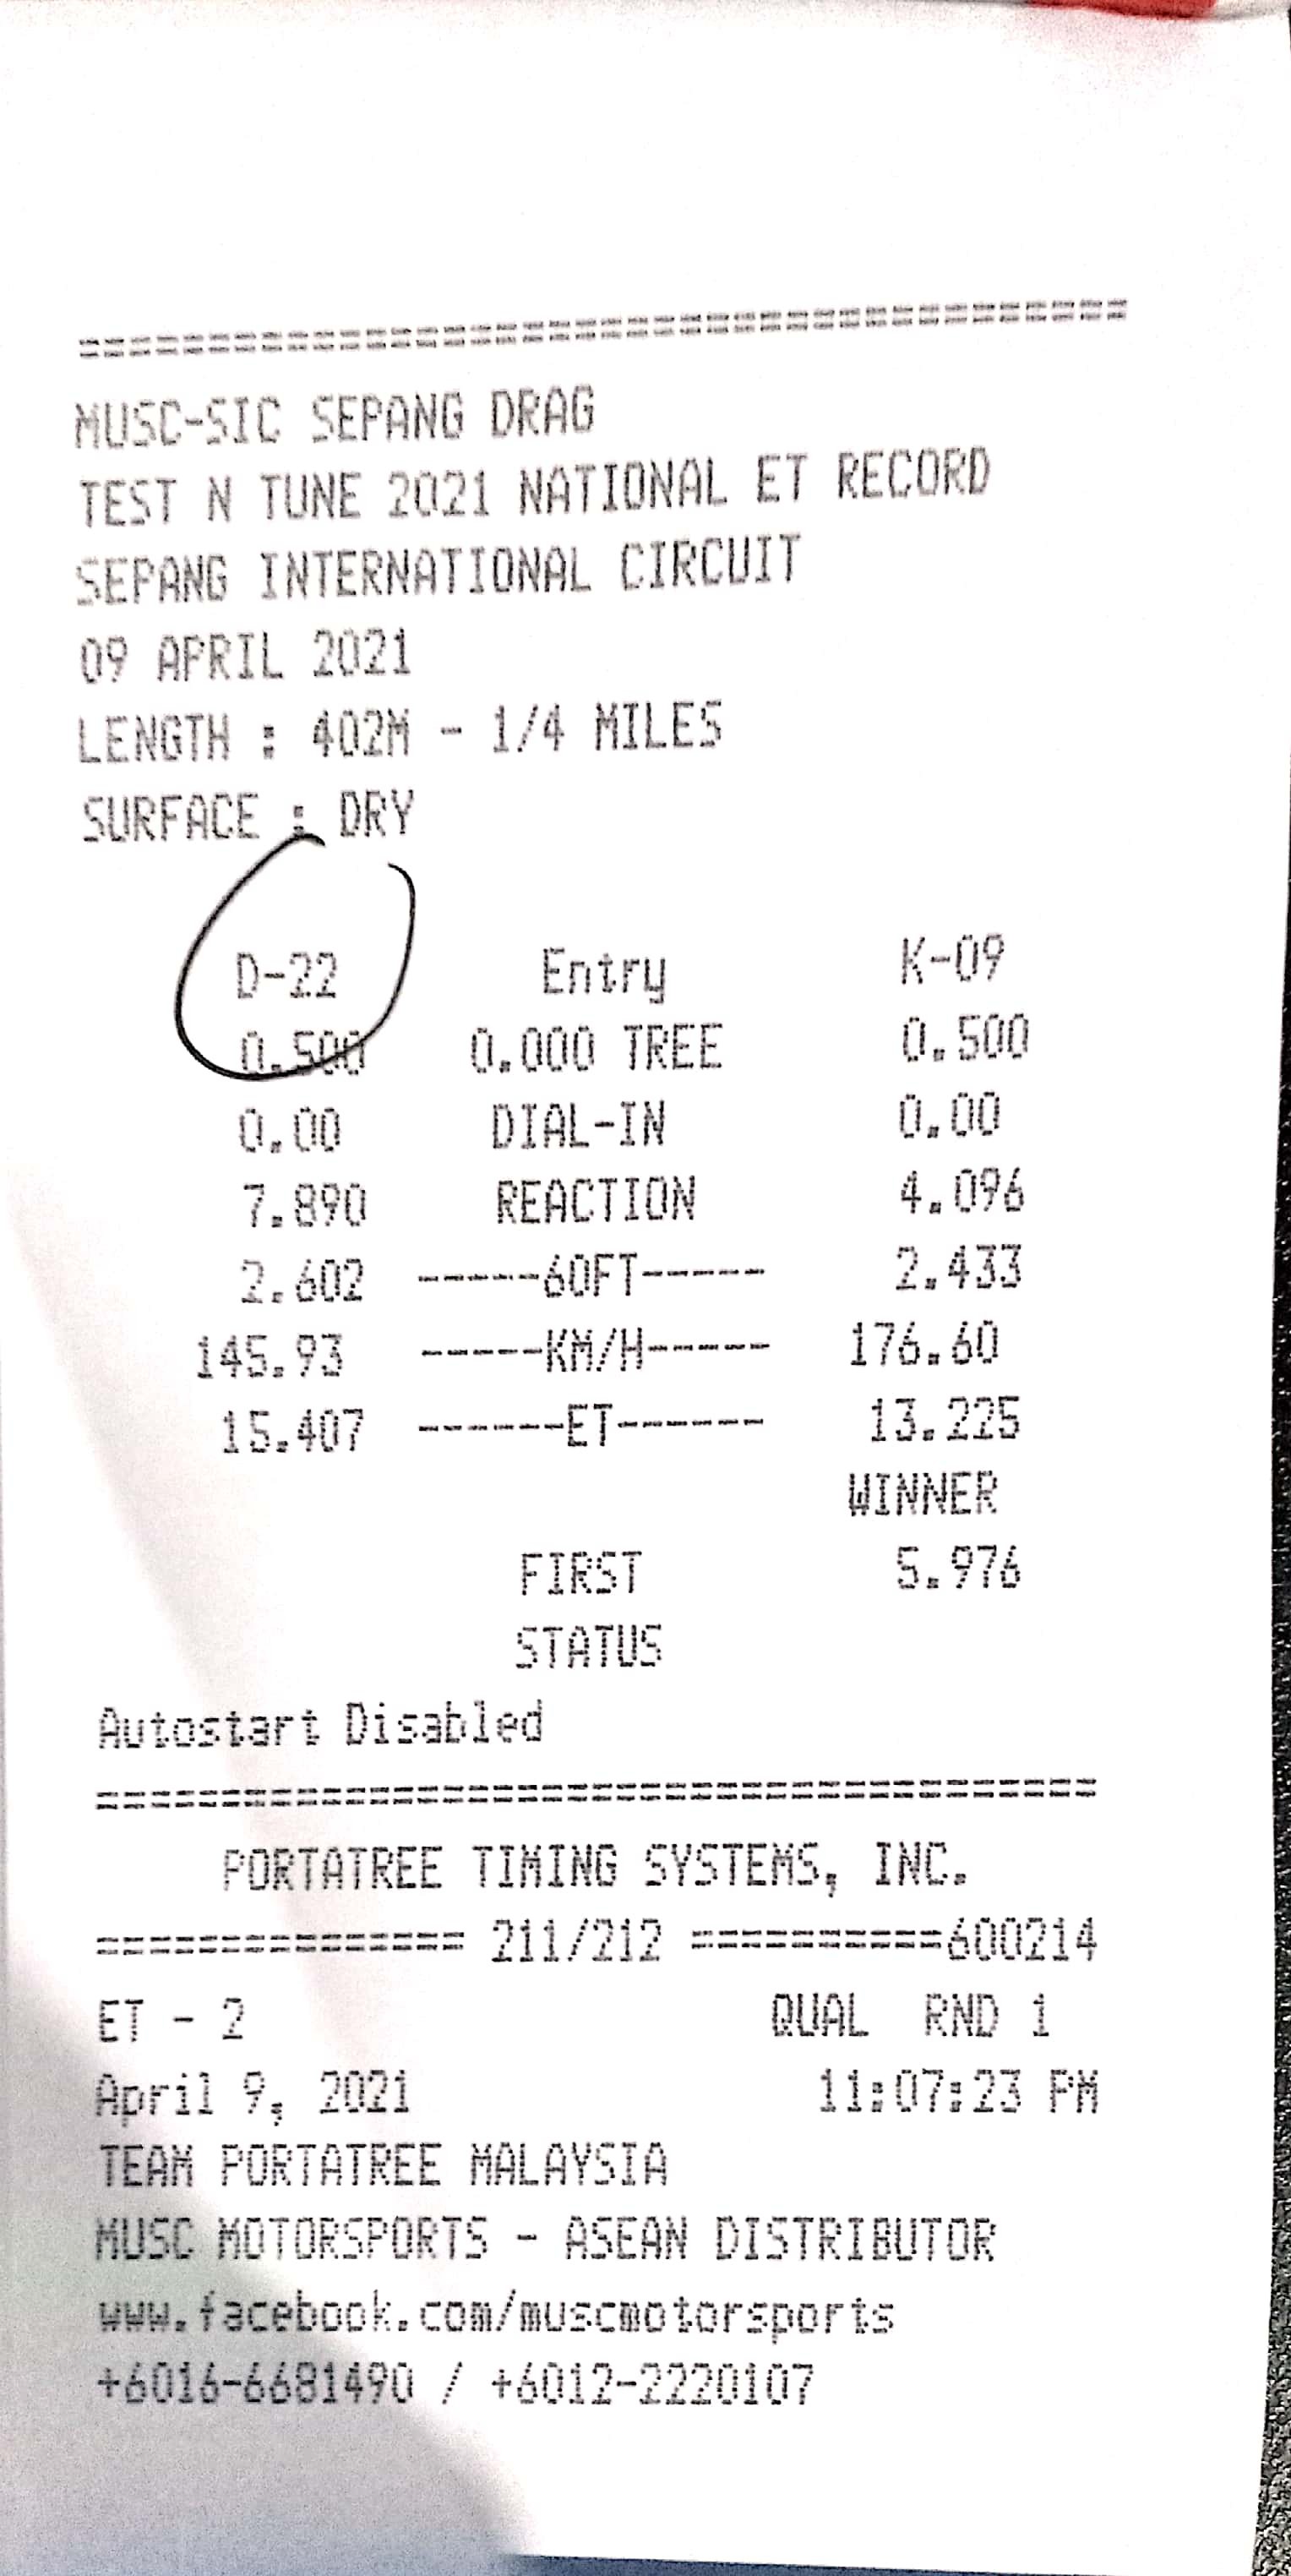 ========================================
MUSC-SIC SEPANG DRAG
TEST N TUNE 2021 NATIONAL ET RECORD
SEPANG INTERNATIONAL CIRCUIT
09 APRIL 2021
LENGTH : 402M - 1/4 MILES
SURFACE : DRY
D-22 Entry K-09
0.500 0.000 TREE 0.500
0.00 DIAL-IN 0.00
7.890 REACTION 4.096
2.602 -----60FT----- 2.433
145.93 -----KM/H----- 176.60
15.407 ------ET------ 13.225
WINNER
FIRST 5.976
STATUS
Autostart Disabled
========================================
PORTATREE TIMING SYSTEMS, INC.
=============== 211/212 ==========600214
ET - 2 QUAL RND 1
April 9, 2021 11:07:23 PM
TEAM PORTATREE MALAYSIA
MUSC MOTORSPORTS - ASEAN DISTRIBUTOR
www.facebook.com/muscmotorsports
+6016-6681490 / +6012-2220107